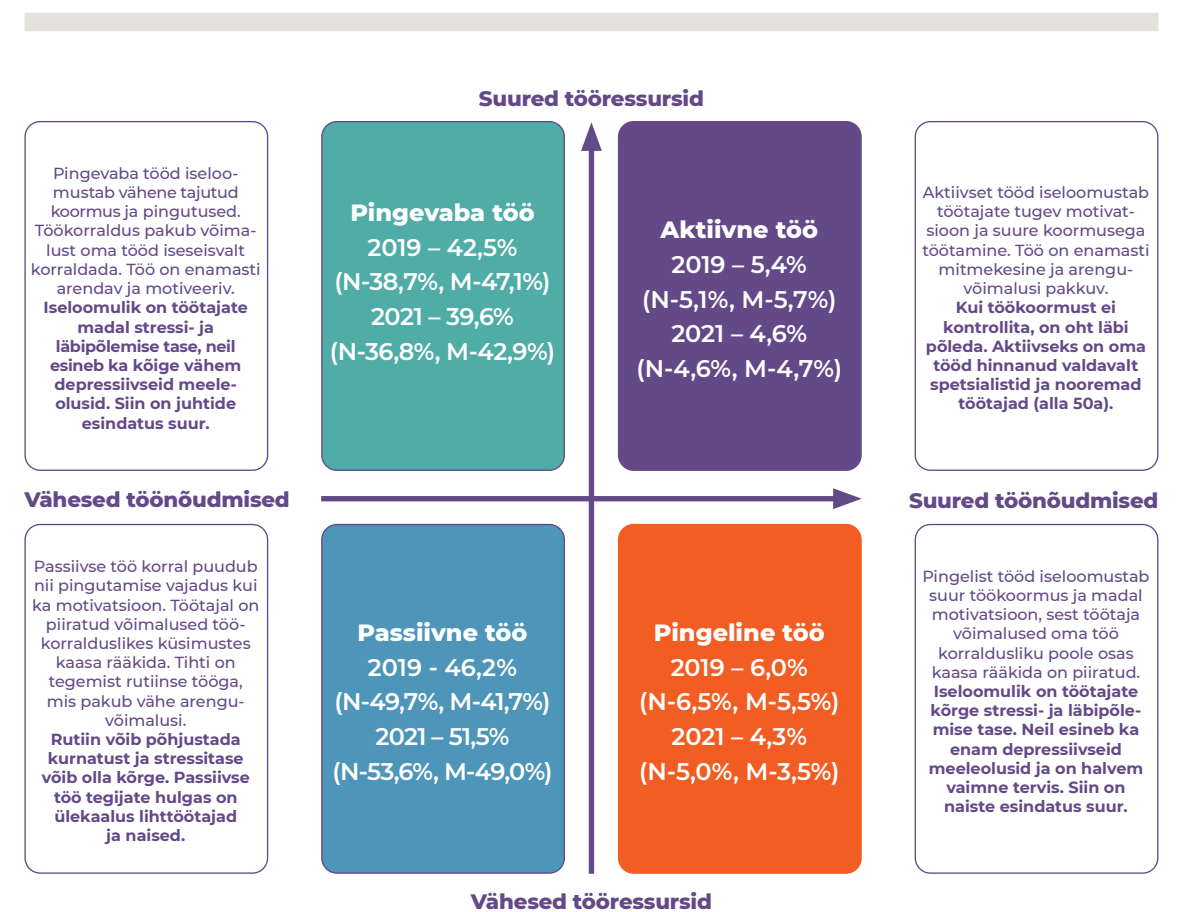 Suured tööressursid
Pingevaba tööd iseloo-
mustab vähene tajutud
koormus ja pingutused.
Töökorraldus pakub võima-
lust oma tööd iseseisvalt
korraldada. Töö on enamasti
arendav ja motiveeriv.
Iseloomulik on töötajate
madal stressi- ja
läbipõlemise tase, neil
esineb ka kõige vähem
depressiivseid meele-
olusid. Siin on juhtide
esindatus suur.
Pingevaba töö
2019 – 42,5%
(N-38,7%, M-47,1%)
2021 – 39,6%
(N-36,8%, M-42,9%)
Aktiivne töö
2019 – 5,4%
(N-5,1%, M-5,7%)
2021 – 4,6%
(N-4,6%, M-4,7%)
Aktiivset tööd iseloomustab
töötajate tugev motivat-
sioon ja suure koormusega
töötamine. Töö on enamasti
mitmekesine ja arengu-
võimalusi pakkuv.
Kui töökoormust ei
kontrollita, on oht läbi
põleda. Aktiivseks on oma
tööd hinnanud valdavalt
spetsialistid ja nooremad
töötajad (alla 50a).
Vähesed töönõudmised
Suured töönõudmised
Passiivse töö korral puudub
nii pingutamise vajadus kui
ka motivatsioon. Töötajal on
piiratud võimalused töö-
korralduslikes küsimustes
kaasa rääkida. Tihti on
tegemist rutiinse tööga,
mis pakub vähe arengu-
võimalusi.
Rutiin võib põhjustada
kurnatust ja stressitase
võib olla kõrge. Passiivse
töö tegijate hulgas on
ülekaalus lihttöötajad
ja naised.
Passiivne töö
2019 - 46,2%
(N-49,7%, M-41,7%)
2021 – 51,5%
(N-53,6%, M-49,0%)
Pingeline töö
2019 – 6,0%
(N-6,5%, M-5,5%)
2021 – 4,3%
(N-5,0%, M-3,5%)
Pingelist tööd iseloomustab
suur töökoormus ja madal
motivatsioon, sest töötaja
võimalused oma töö
korraldusliku poole osas
kaasa rääkida on piiratud.
Iseloomulik on töötajate
kõrge stressi- ja läbipõle-
mise tase. Neil esineb ka
enam depressiivseid
meeleolusid ja on halvem
vaimne tervis. Siin on
naiste esindatus suur.
Vähesed tööressursid